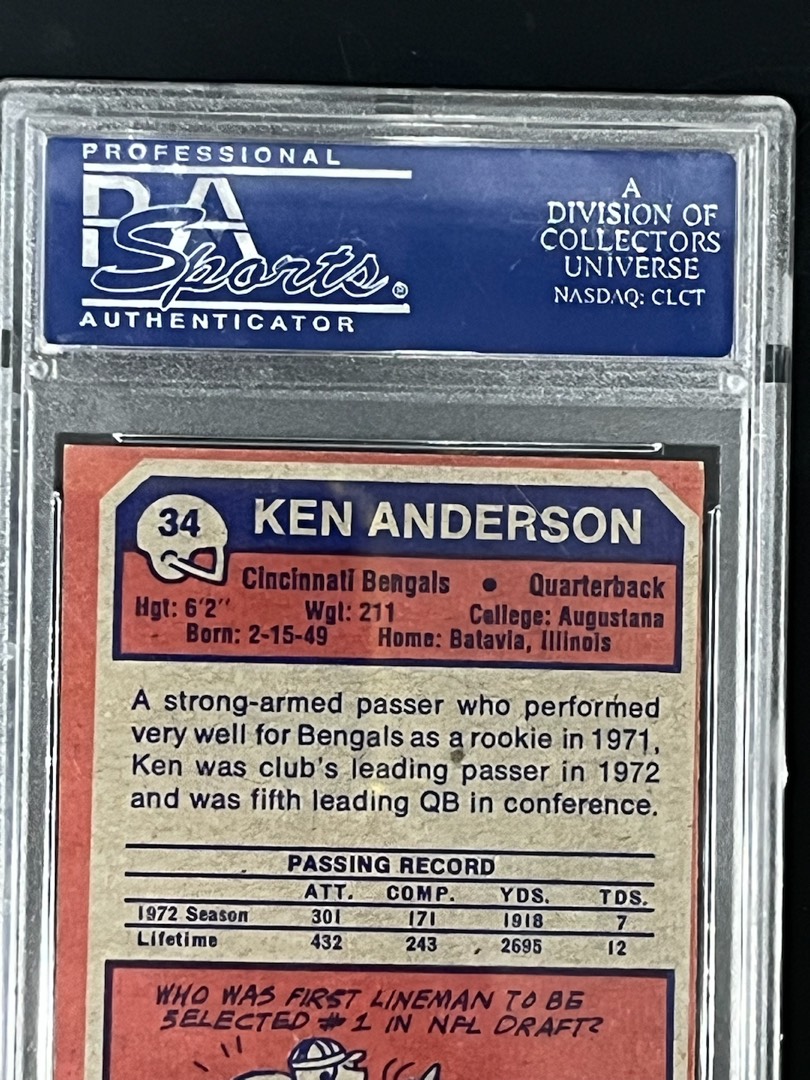 PROFESSIONAL
PSA
Sports®
AUTHENTICATOR
A
DIVISION OF
COLLECTORS
UNIVERSE
NASDAQ: CLCT
34
KEN ANDERSON
Cincinnati Bengals • Quarterback
Hgt: 6'2" Wgt: 211 College: Augustana
Born: 2-15-49 Home: Batavia, Illinois
A strong-armed passer who performed
very well for Bengals as a rookie in 1971,
Ken was club's leading passer in 1972
and was fifth leading QB in conference.
PASSING RECORD
ATT. COMP. YDS. TDS.
1972 Season 301 171 1918 7
Lifetime 432 243 2695 12
WHO WAS FIRST LINEMAN TO BE
SELECTED #1 IN NFL DRAFT?